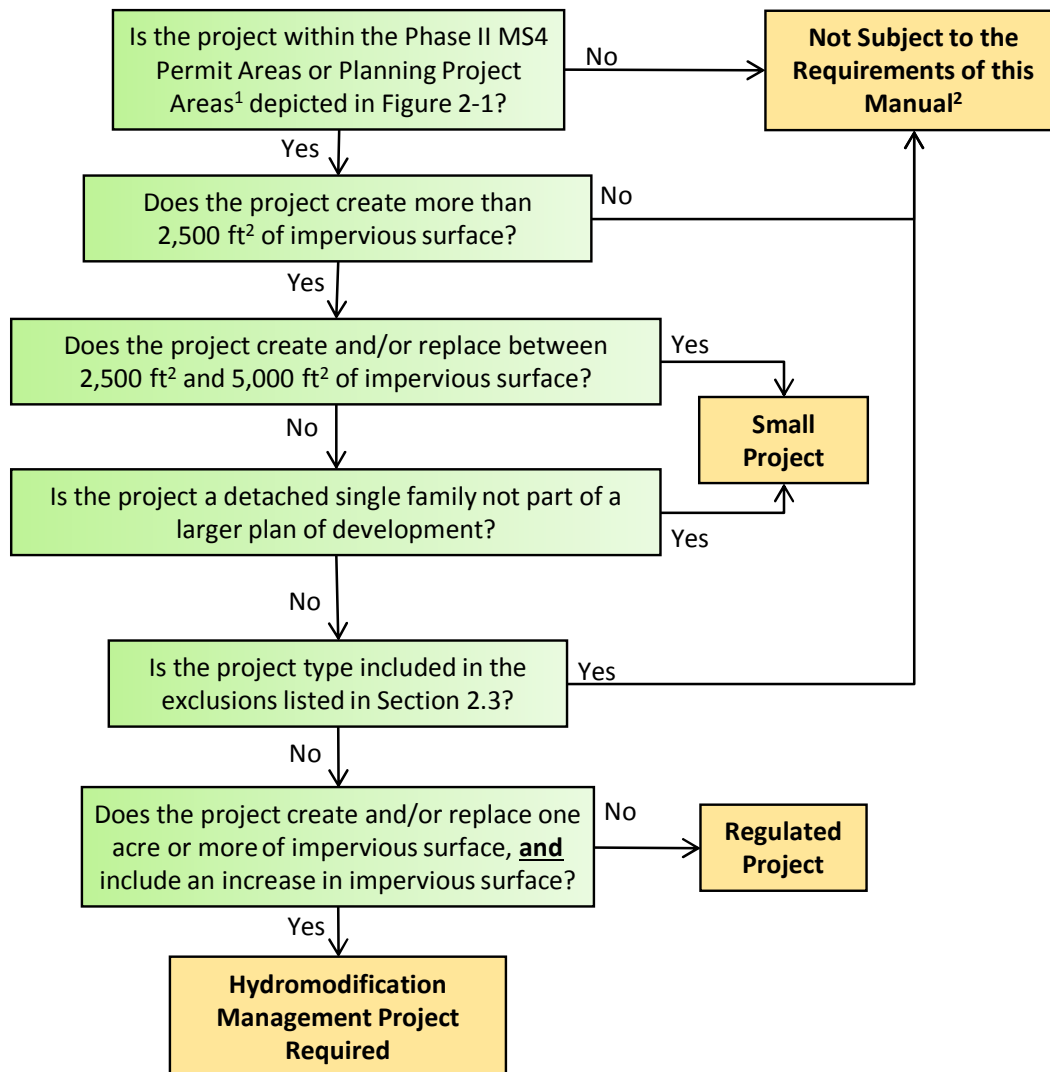 Is the project within the Phase II MS4
Permit Areas or Planning Project
Areas¹ depicted in Figure 2-1?
No
Not Subject to the
Requirements of this
Manual²
Yes
Does the project create more than
2,500 ft² of impervious surface?
No
Yes
Does the project create and/or replace between
2,500 ft² and 5,000 ft² of impervious surface?
Yes
No
Small
Project
Is the project a detached single family not part of a
larger plan of development?
Yes
No
Is the project type included in the
exclusions listed in Section 2.3?
Yes
No
Does the project create and/or replace one
acre or more of impervious surface, and
include an increase in impervious surface?
No
Regulated
Project
Yes
Hydromodification
Management Project
Required